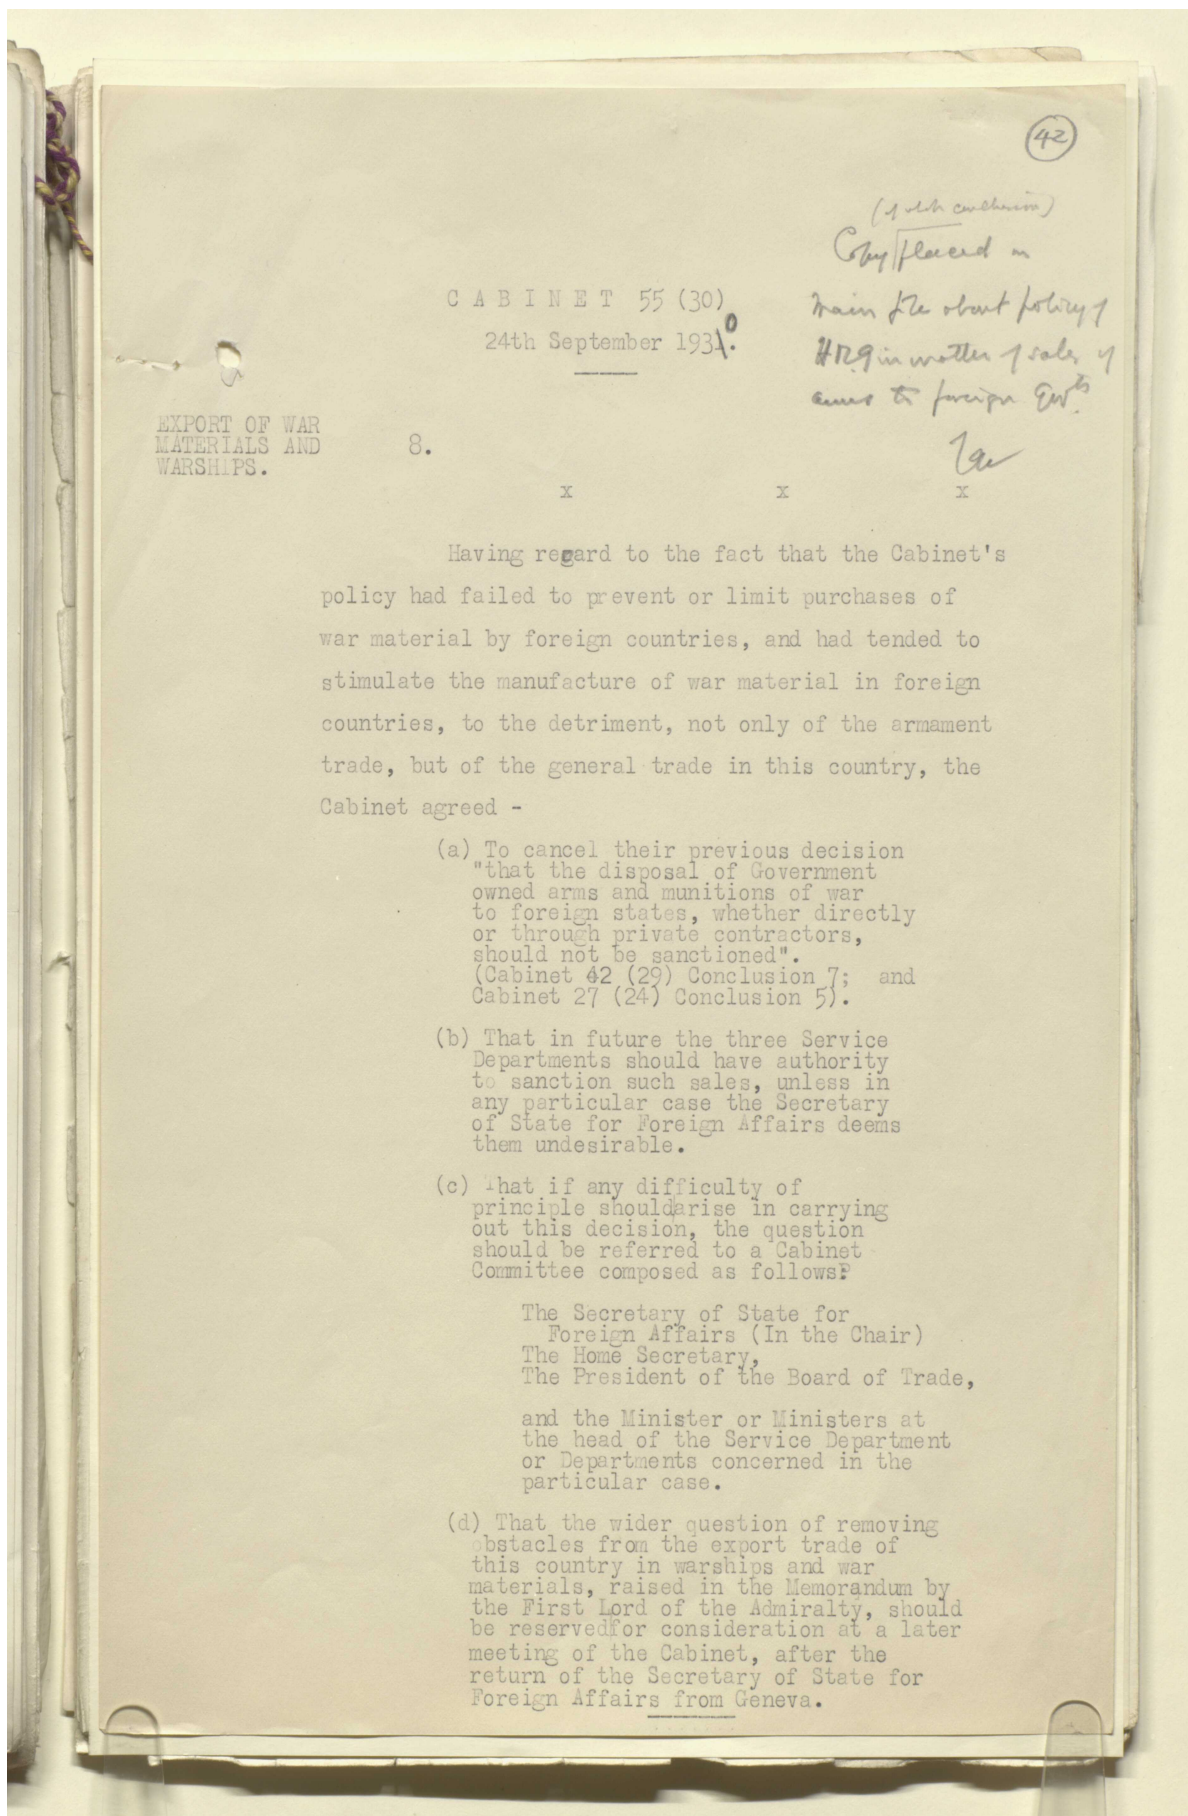 42
Copy placed in
main file about policy of
HMG in matter of sales of
arms to foreign Govts.
CABINET 55 (30)
24th September 1930.
EXPORT OF WAR
MATERIALS AND
WARSHIPS.
8.
x x x
Having regard to the fact that the Cabinet's
policy had failed to prevent or limit purchases of
war material by foreign countries, and had tended to
stimulate the manufacture of war material in foreign
countries, to the detriment, not only of the armament
trade, but of the general trade in this country, the
Cabinet agreed -
(a) To cancel their previous decision
"that the disposal of Government
owned arms and munitions of war
to foreign states, whether directly
or through private contractors,
should not be sanctioned".
(Cabinet 42 (29) Conclusion 7; and
Cabinet 27 (24) Conclusion 5).
(b) That in future the three Service
Departments should have authority
to sanction such sales, unless in
any particular case the Secretary
of State for Foreign Affairs deems
them undesirable.
(c) That if any difficulty of
principle should arise in carrying
out this decision, the question
should be referred to a Cabinet
Committee composed as follows:
The Secretary of State for
Foreign Affairs (In the Chair)
The Home Secretary,
The President of the Board of Trade,
and the Minister or Ministers at
the head of the Service Department
or Departments concerned in the
particular case.
(d) That the wider question of removing
obstacles from the export trade of
this country in warships and war
materials, raised in the Memorandum by
the First Lord of the Admiralty, should
be reserved for consideration at a later
meeting of the Cabinet, after the
return of the Secretary of State for
Foreign Affairs from Geneva.